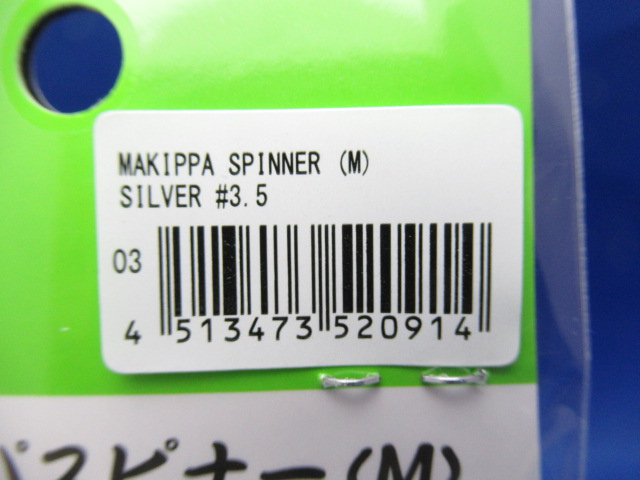 MAKIPPA SPINNER (M)
SILVER #3.5
03
4 513473 520914
パスピナー(M)